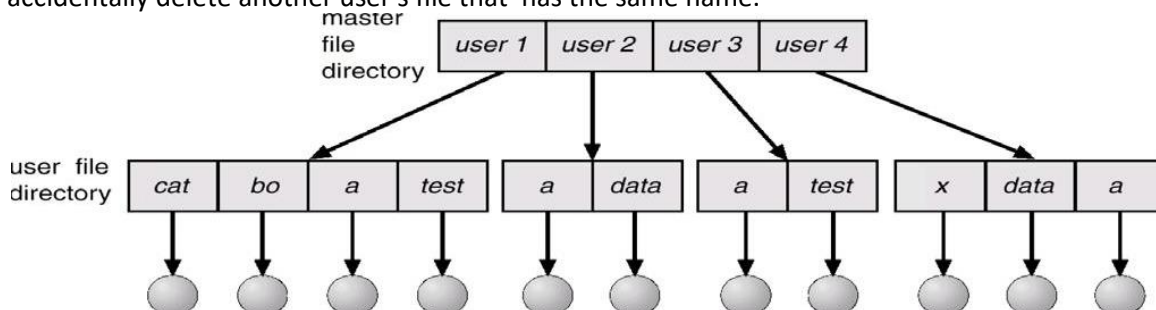 accidentally delete another user's file that has the same name.
master
file
directory
user 1 user 2 user 3 user 4
user file
directory
cat bo a test a data a test x data a